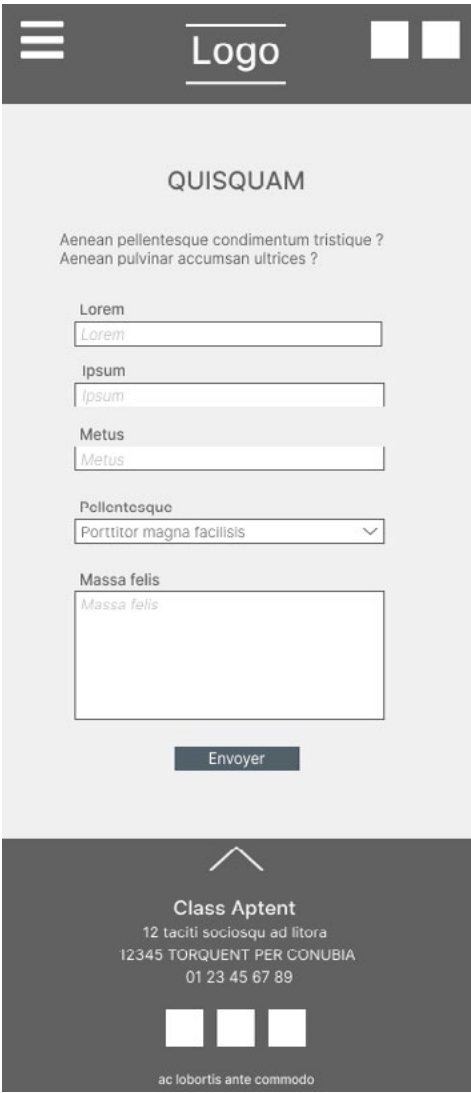 Logo
QUISQUAM
Aenean pellentesque condimentum tristique ?
Aenean pulvinar accumsan ultrices ?
Lorem
Lorem
Ipsum
Ipsum
Metus
Metus
Pellentesque
Porttitor magna facilisis
Massa felis
Massa felis
Envoyer
Class Aptent
12 taciti sociosqu ad litora
12345 TORQUENT PER CONUBIA
01 23 45 67 89
ac lobortis ante commodo